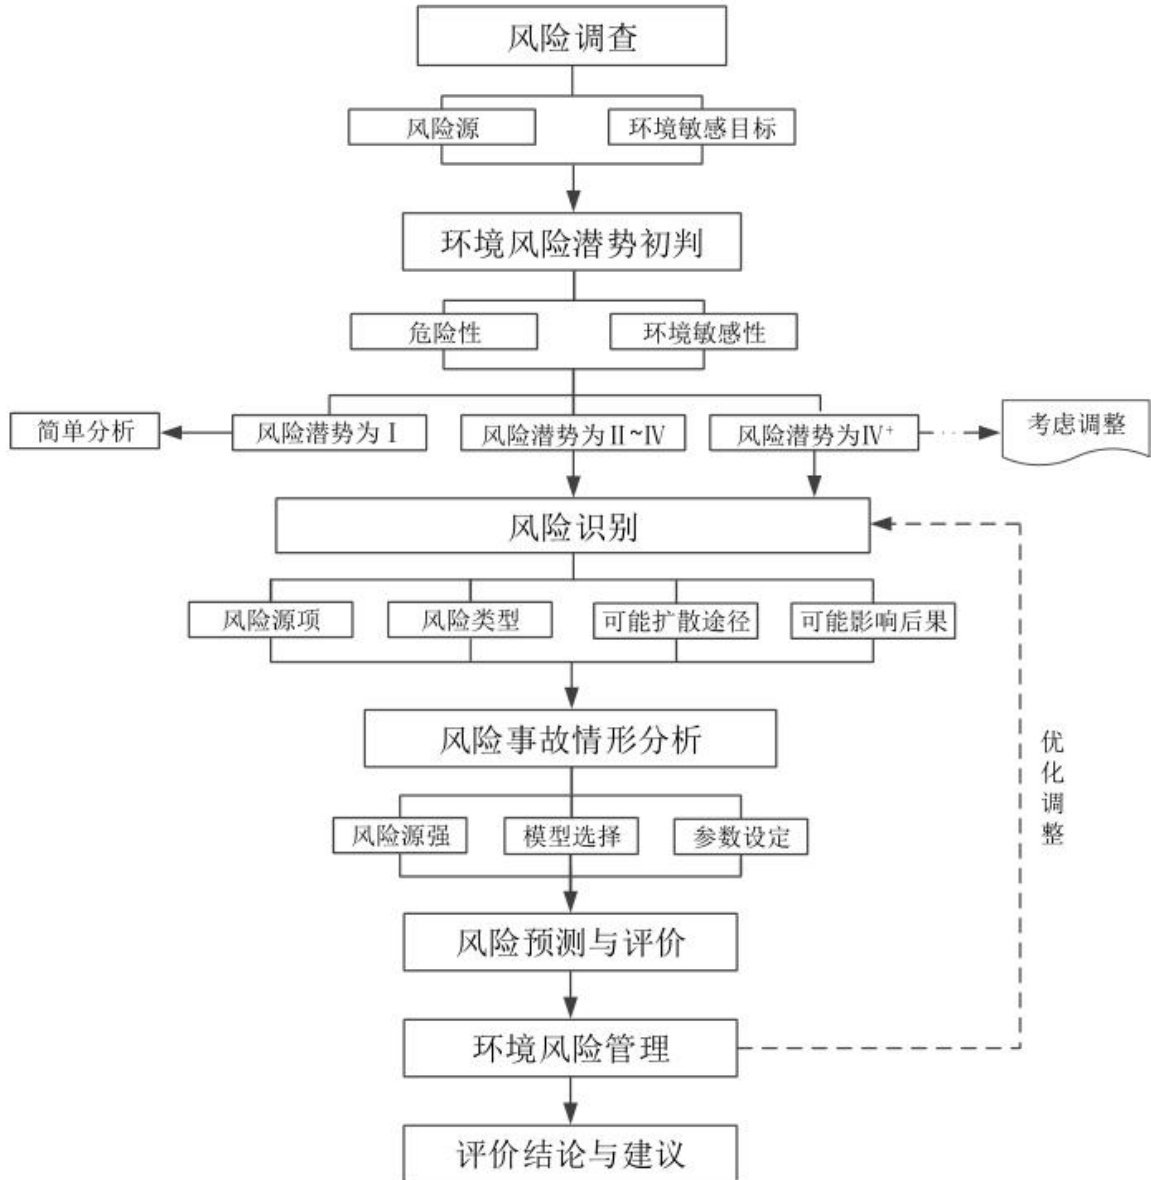 风险调查
风险源
环境敏感目标
环境风险潜势初判
危险性
环境敏感性
简单分析
风险潜势为Ⅰ
风险潜势为Ⅱ~Ⅳ
风险潜势为Ⅳ⁺
考虑调整
风险识别
风险源项
风险类型
可能扩散途径
可能影响后果
风险事故情形分析
优化调整
风险源强
模型选择
参数设定
风险预测与评价
环境风险管理
评价结论与建议